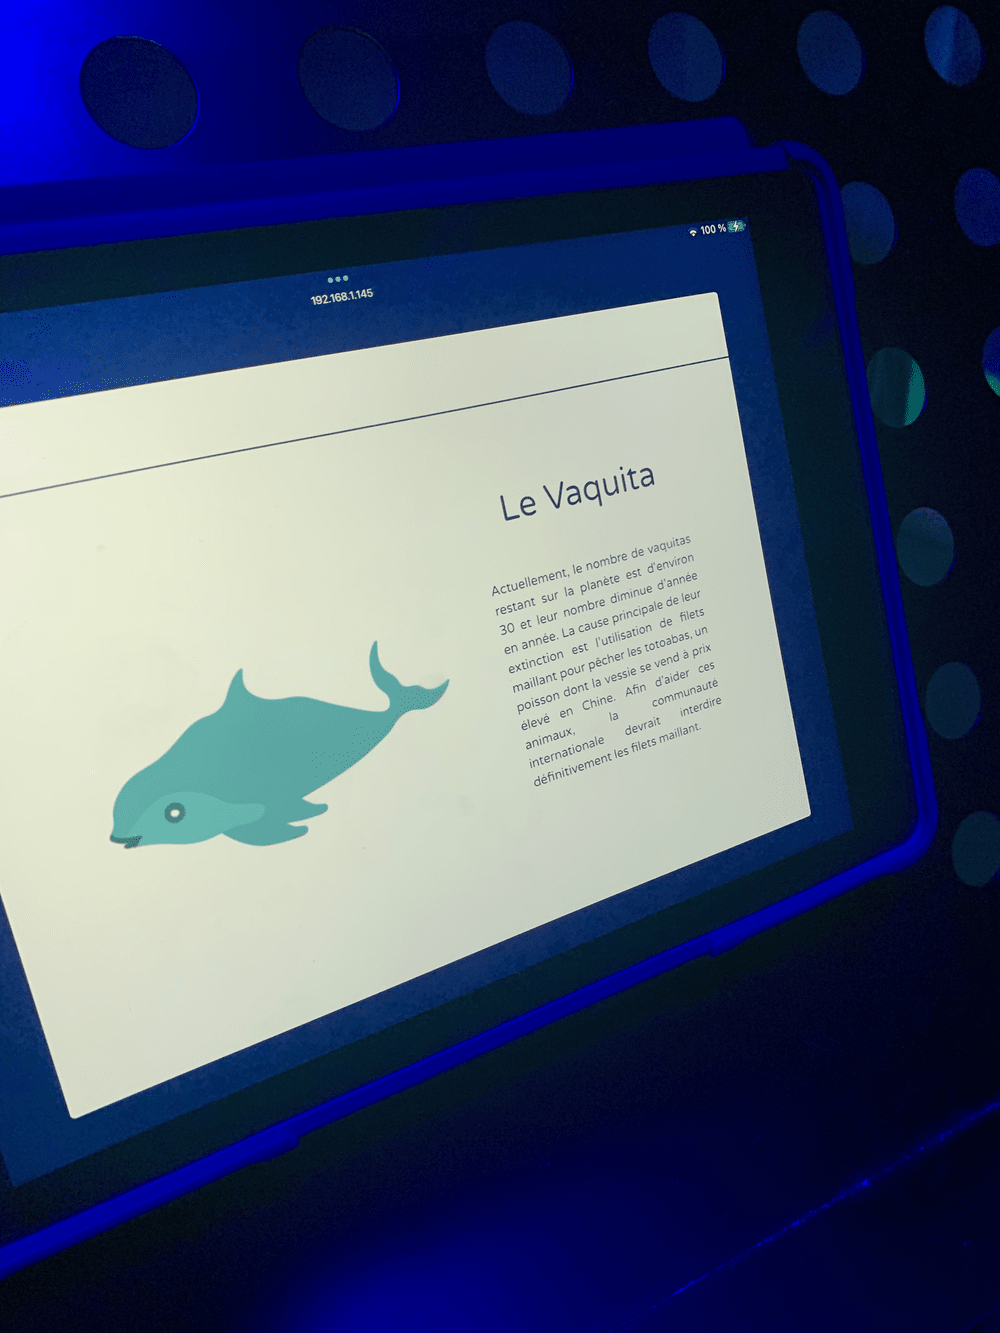 100 %
192.168.1.145
Le Vaquita
Actuellement, le nombre de vaquitas
restant sur la planète est d'environ
30 et leur nombre diminue d'année
en année. La cause principale de leur
extinction est l'utilisation de filets
maillant pour pêcher les totoabas, un
poisson dont la vessie se vend à prix
élevé en Chine. Afin d'aider ces
animaux, la communauté
internationale devrait interdire
définitivement les filets maillant.